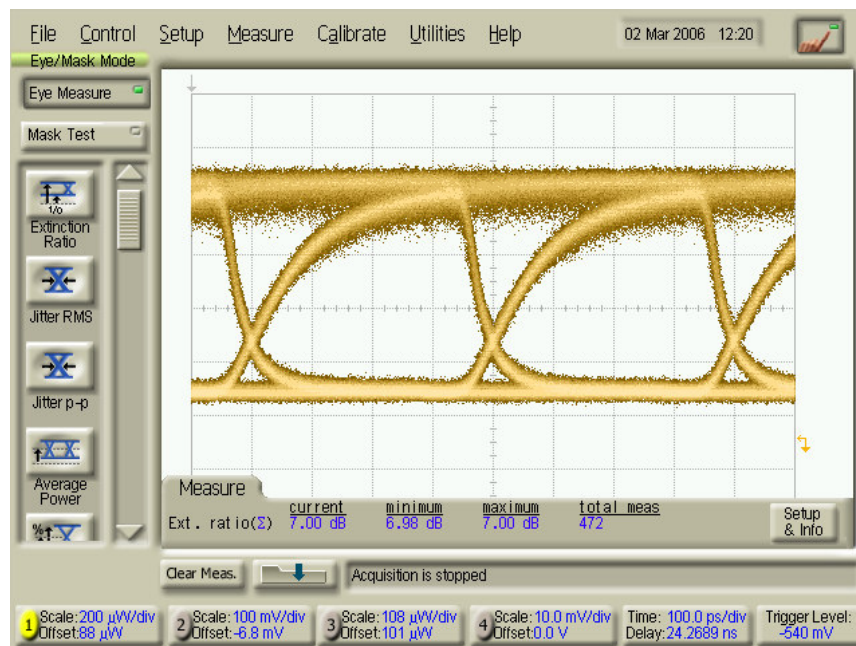 File Control Setup Measure Calibrate Utilities Help 02 Mar 2006 12:20
Eye/Mask Mode
Eye Measure
Mask Test
1/0
Extinction
Ratio
Jitter RMS
Jitter p-p
Average
Power
%
Measure
current minimum maximum total meas
Ext. ratio(Σ) 7.00 dB 6.98 dB 7.00 dB 472
Setup
& Info
Clear Meas. Acquisition is stopped
1 Scale:200 µW/div
Offset:88 µW
2 Scale:100 mV/div
Offset:-6.8 mV
3 Scale:108 µW/div
Offset:101 µW
4 Scale:10.0 mV/div
Offset:0.0 V
Time:100.0 ps/div
Delay:24.2689 ns
Trigger Level:
-540 mV